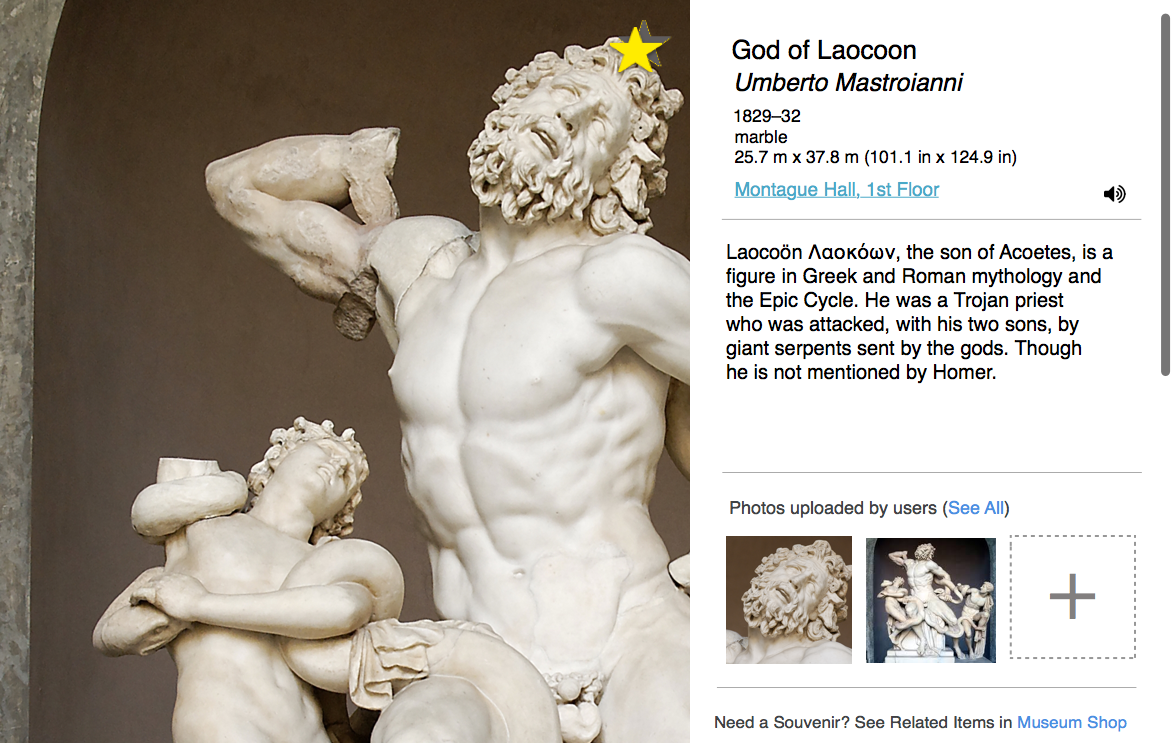 God of Laocoon
Umberto Mastroianni
1829–32
marble
25.7 m x 37.8 m (101.1 in x 124.9 in)
Montague Hall, 1st Floor
Laocoön Λαοκόων, the son of Acoetes, is a
figure in Greek and Roman mythology and
the Epic Cycle. He was a Trojan priest
who was attacked, with his two sons, by
giant serpents sent by the gods. Though
he is not mentioned by Homer.
Photos uploaded by users (See All)
Need a Souvenir? See Related Items in Museum Shop